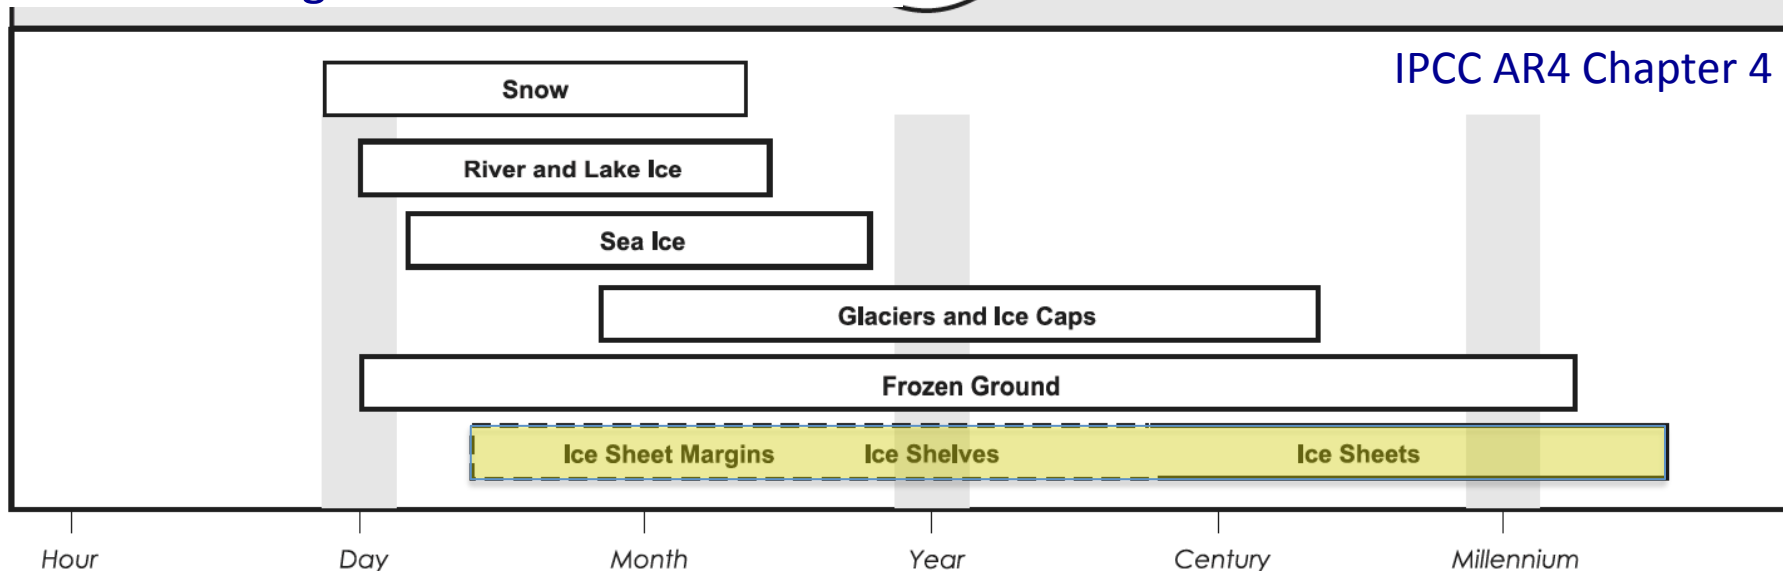 IPCC AR4 Chapter 4
Snow
River and Lake Ice
Sea Ice
Glaciers and Ice Caps
Frozen Ground
Ice Sheet Margins Ice Shelves Ice Sheets
Hour Day Month Year Century Millennium